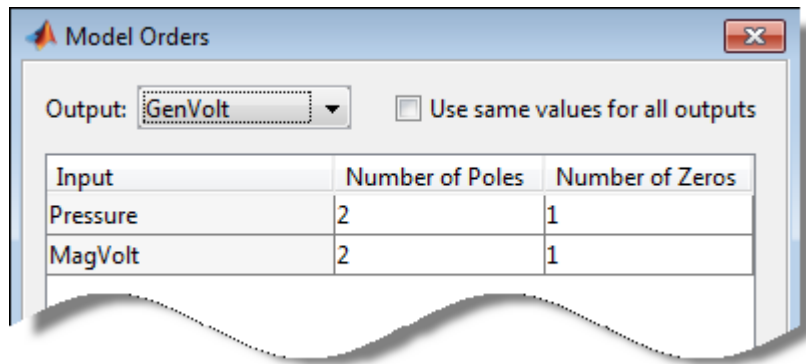 Model Orders
Output: GenVolt Use same values for all outputs
Input Number of Poles Number of Zeros
Pressure 2 1
MagVolt 2 1